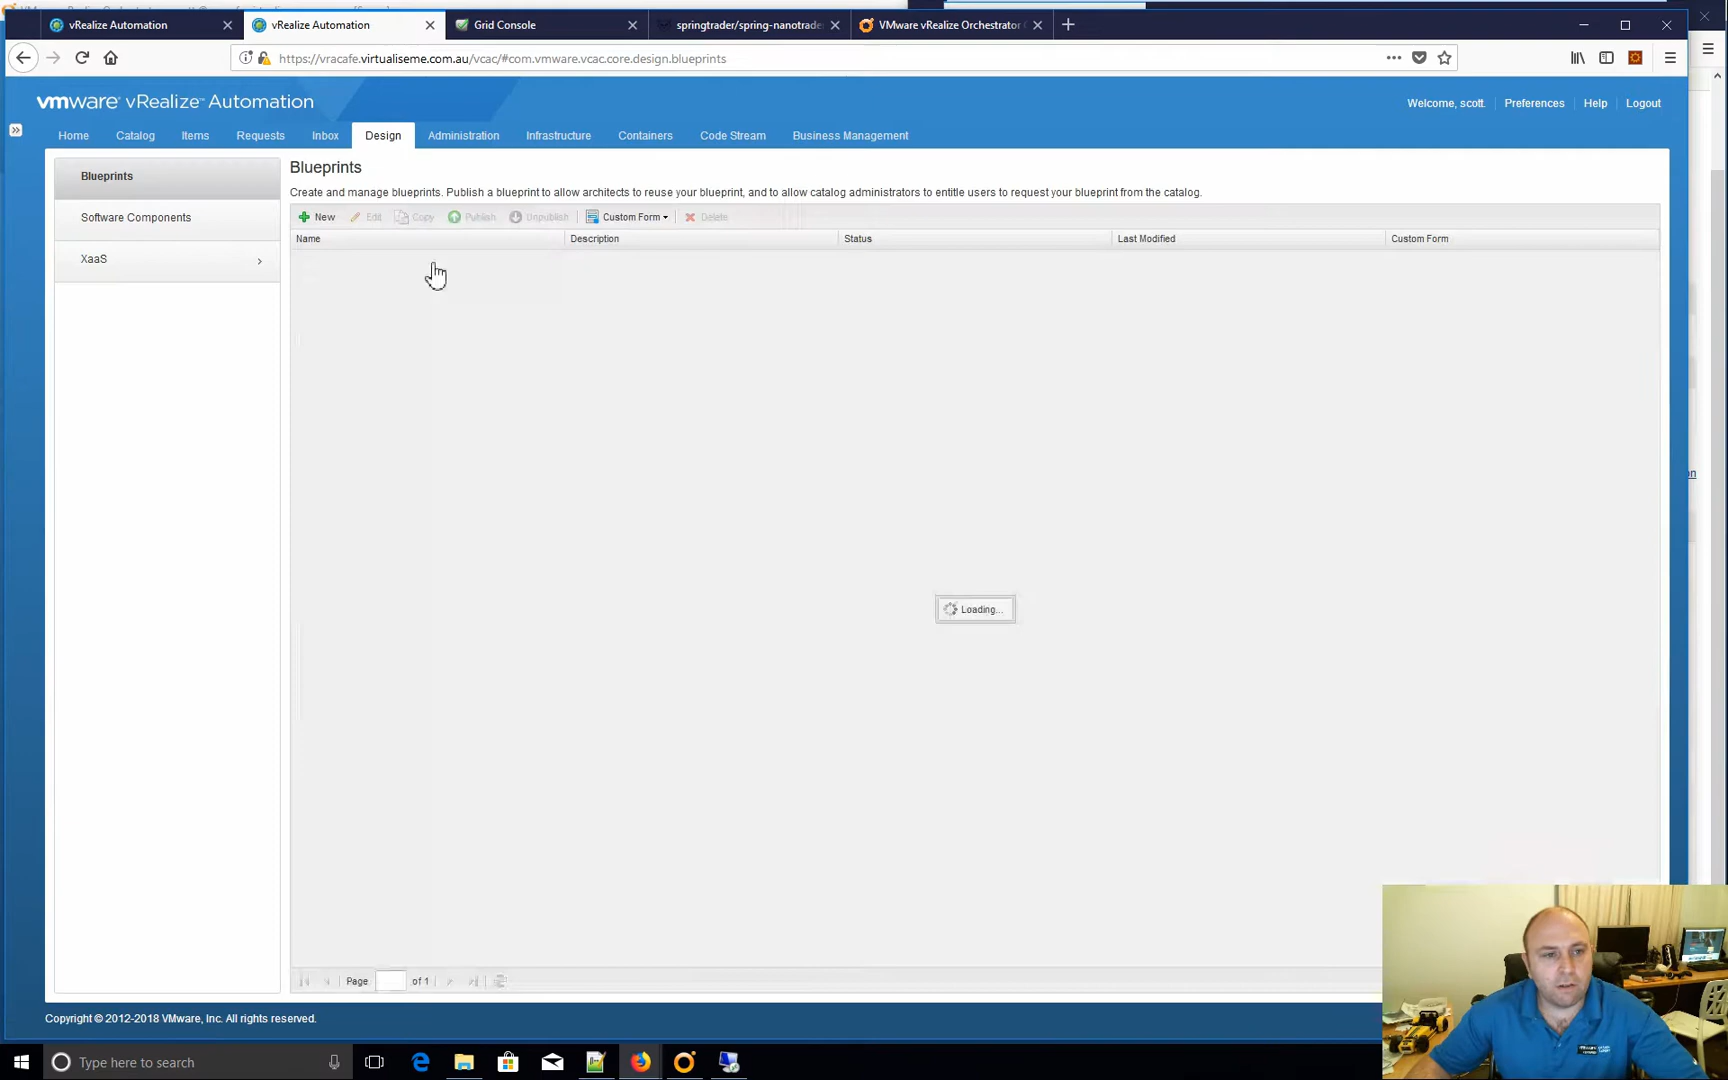 vRealize Automation
vRealize Automation
Grid Console
springtrader/spring-nanotrade
VMware vRealize Orchestrator
https://vracafe.virtualiseme.com.au/vcac/#com.vmware.vcac.core.design.blueprints
vmware vRealize™ Automation
Welcome, scott. Preferences Help Logout
Home Catalog Items Requests Inbox Design Administration Infrastructure Containers Code Stream Business Management
Blueprints
Software Components
XaaS
Blueprints
Create and manage blueprints. Publish a blueprint to allow architects to reuse your blueprint, and to allow catalog administrators to entitle users to request your blueprint from the catalog.
New Edit Copy Publish Unpublish Custom Form Delete
Name Description Status Last Modified Custom Form
Loading...
Page of 1
Copyright © 2012-2018 VMware, Inc. All rights reserved.
Type here to search